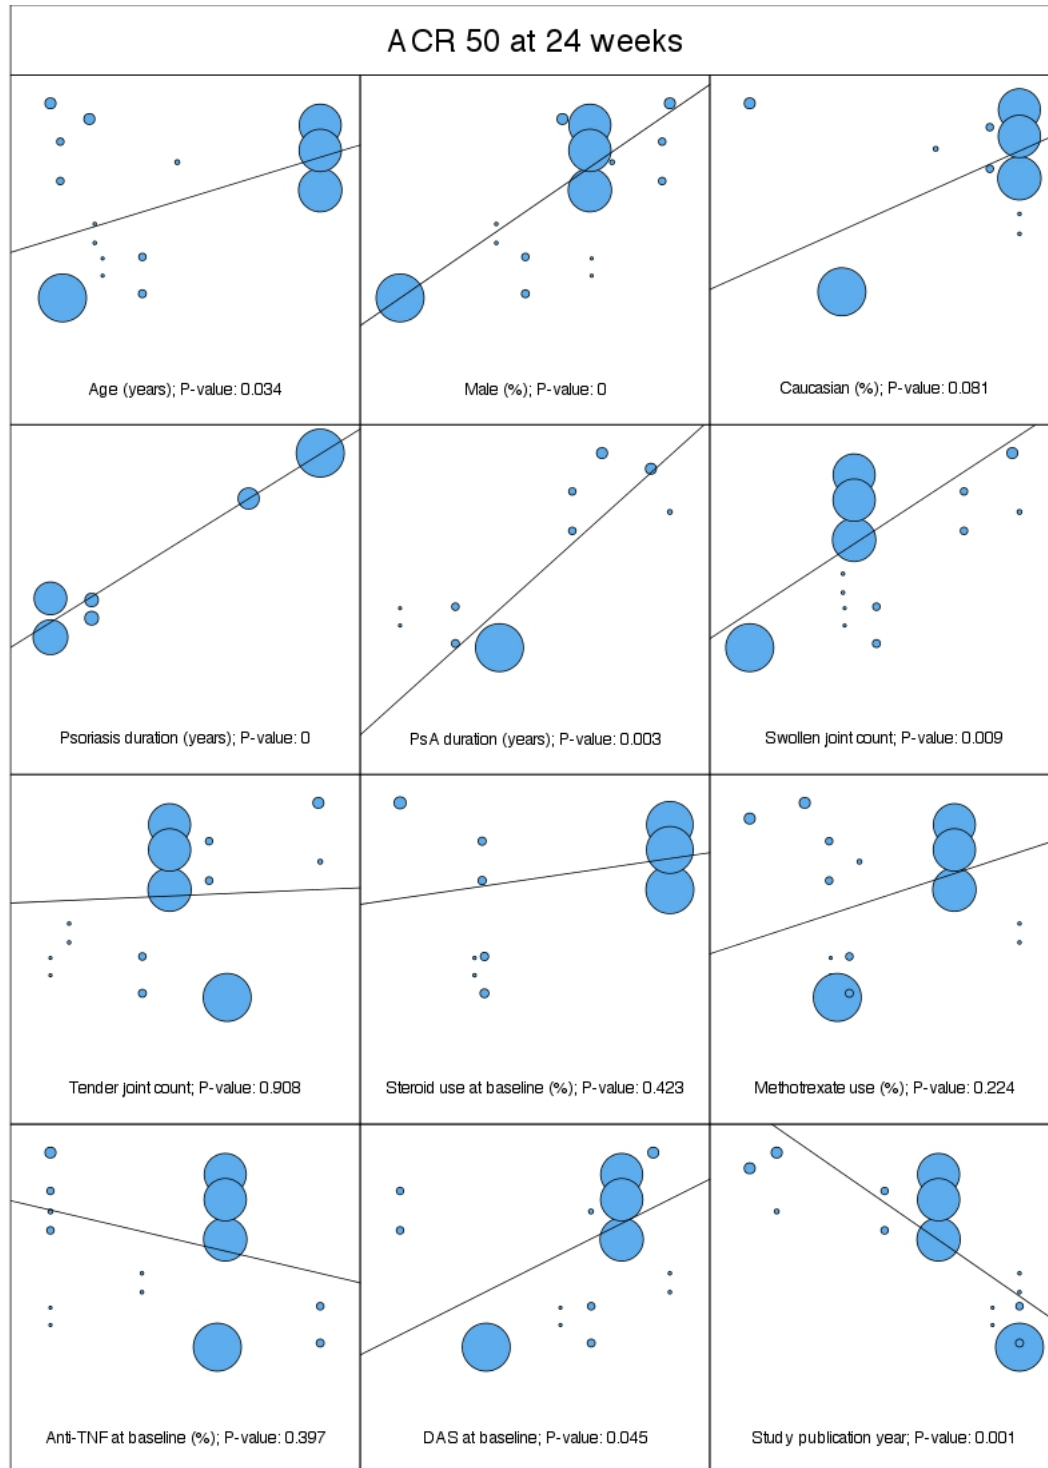 ACR 50 at 24 weeks
Age (years); P-value: 0.034
Male (%); P-value: 0
Caucasian (%); P-value: 0.081
Psoriasis duration (years); P-value: 0
PsA duration (years); P-value: 0.003
Swollen joint count; P-value: 0.009
Tender joint count; P-value: 0.908
Steroid use at baseline (%); P-value: 0.423
Methotrexate use (%); P-value: 0.224
Anti-TNF at baseline (%); P-value: 0.397
DAS at baseline; P-value: 0.045
Study publication year; P-value: 0.001